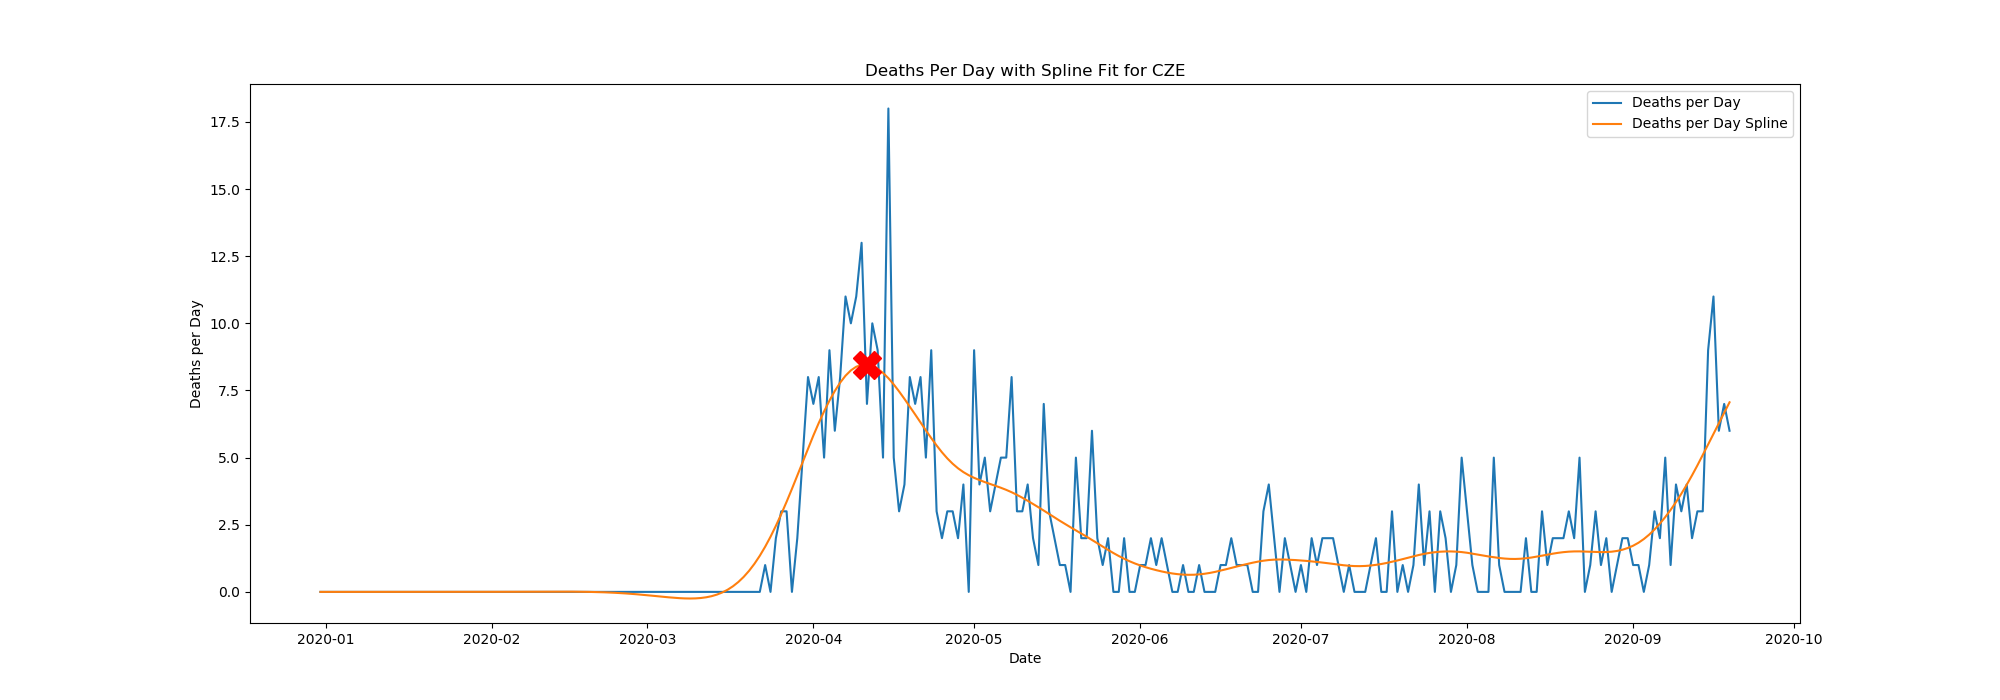 Deaths Per Day with Spline Fit for CZE
Deaths per Day
Deaths per Day Spline
17.5
15.0
12.5
10.0
7.5
5.0
2.5
0.0
Deaths per Day
2020-01 2020-02 2020-03 2020-04 2020-05 2020-06 2020-07 2020-08 2020-09 2020-10
Date